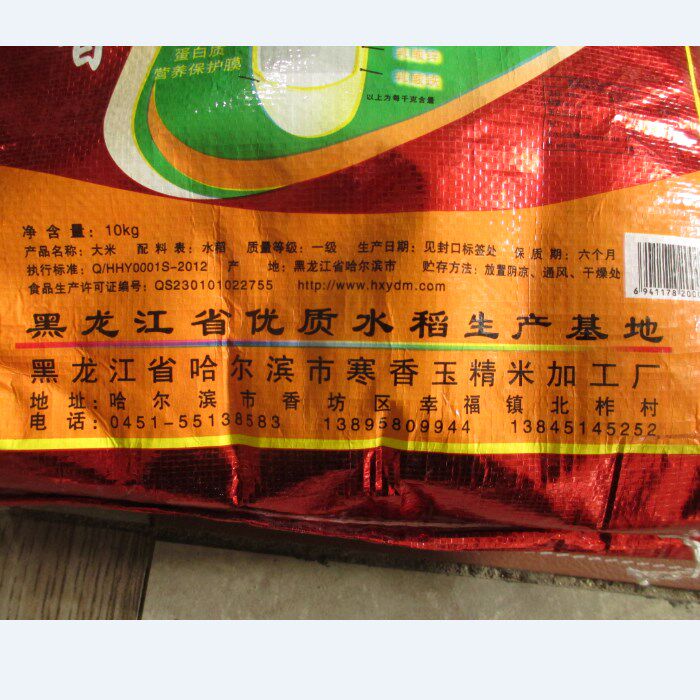 香
蛋白质
营养保护膜
以上为每千克含量
净含量：10kg
产品名称：大米 配料表：水稻 质量等级：一级 生产日期：见封口标签处 保质期：六个月
执行标准：Q/HHY0001S-2012 产地：黑龙江省哈尔滨市 贮存方法：放置阴凉、通风、干燥处
食品生产许可证编号：QS230101022755 http://www.hxydm.com
6 941178 200
黑龙江省优质水稻生产基地
黑龙江省哈尔滨市寒香玉精米加工厂
地址：哈尔滨市香坊区幸福镇北柞村
电话：0451-55138583 13895809944 13845145252